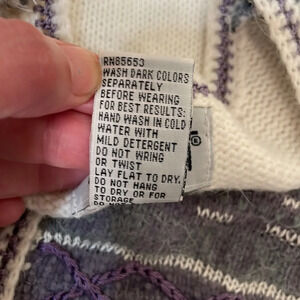 RN85653
WASH DARK COLORS
SEPARATELY
BEFORE WEARING
FOR BEST RESULTS:
HAND WASH IN COLD
WATER WITH
MILD DETERGENT
DO NOT WRING
OR TWIST
LAY FLAT TO DRY.
DO NOT HANG
TO DRY OR FOR
STORAGE